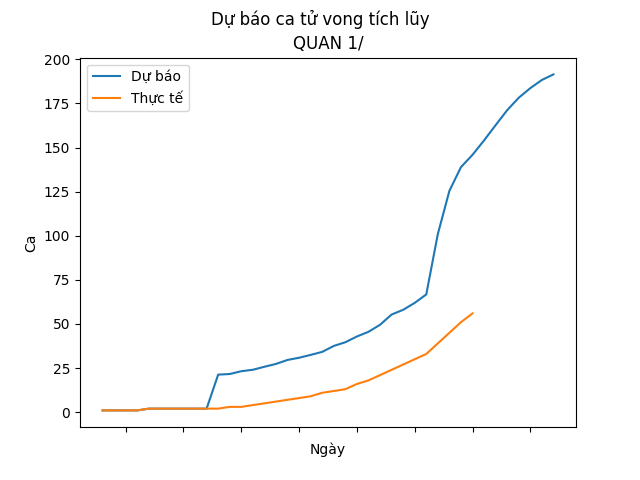 Dự báo ca tử vong tích lũy
QUAN 1/
Dự báo
Thực tế
200
175
150
125
100
75
50
25
0
Ca
Ngày